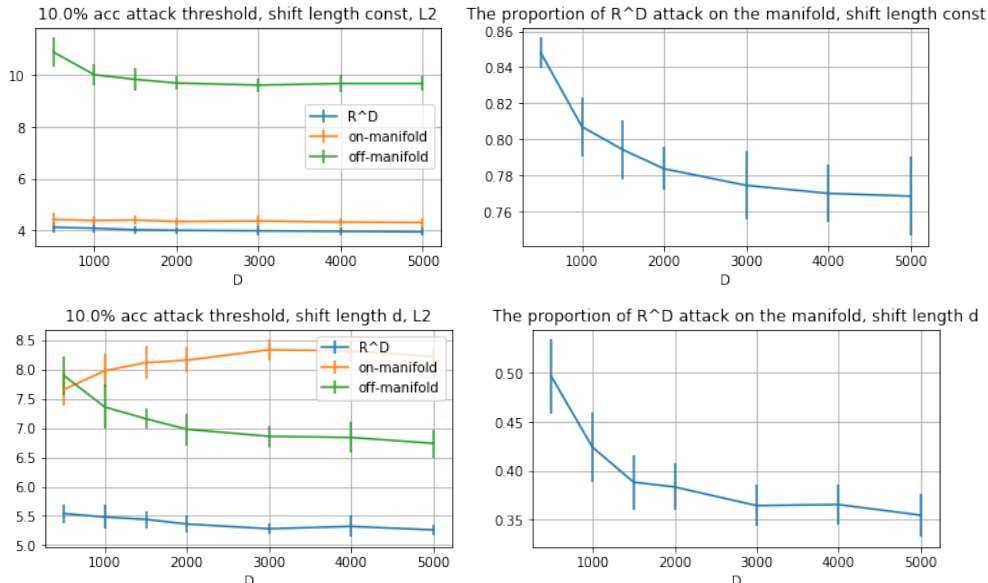 10.0% acc attack threshold, shift length const, L2
10
8
6
4
R^D
on-manifold
off-manifold
1000 2000 3000 4000 5000
D
The proportion of R^D attack on the manifold, shift length const
0.86
0.84
0.82
0.80
0.78
0.76
1000 2000 3000 4000 5000
D
10.0% acc attack threshold, shift length d, L2
8.5
8.0
7.5
7.0
6.5
6.0
5.5
5.0
R^D
on-manifold
off-manifold
1000 2000 3000 4000 5000
D
The proportion of R^D attack on the manifold, shift length d
0.50
0.45
0.40
0.35
1000 2000 3000 4000 5000
D